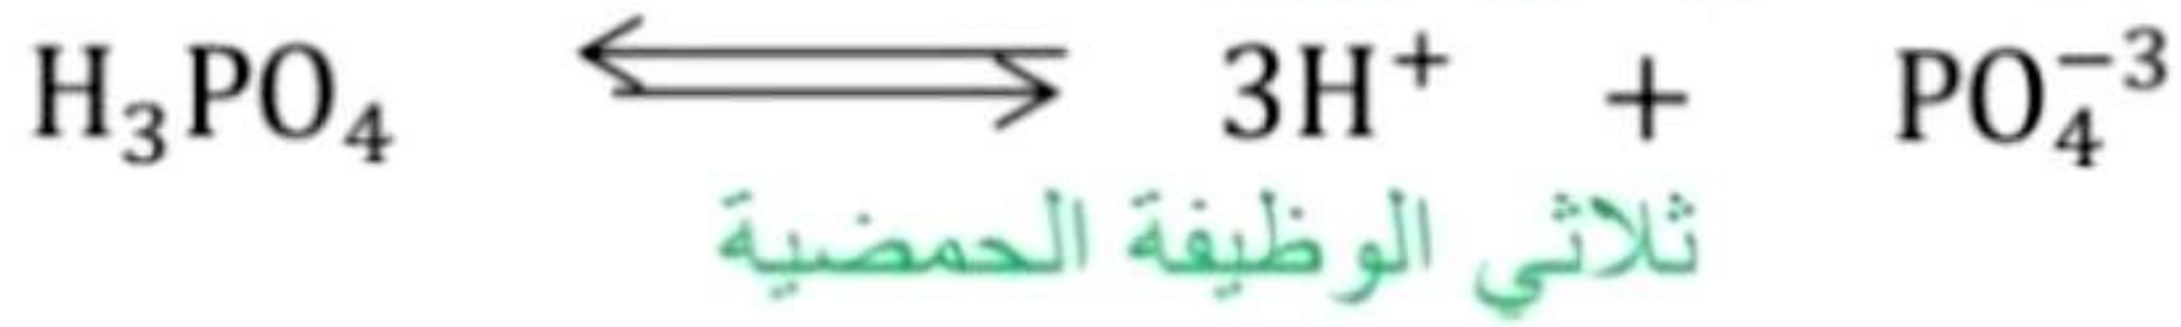 H₃PO₄ ⇌ 3H⁺ + PO₄⁻³
ثلاثي الوظيفة الحمضية